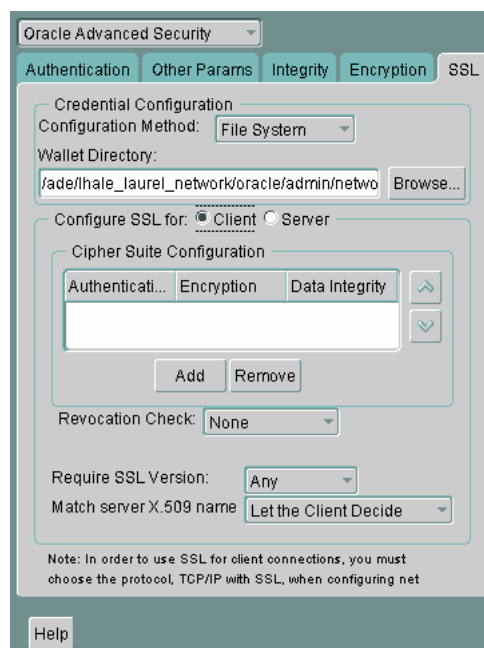 Oracle Advanced Security
Authentication Other Params Integrity Encryption SSL
Credential Configuration
Configuration Method: File System
Wallet Directory:
/ade/lhale_laurel_network/oracle/admin/netwo Browse...
Configure SSL for: Client Server
Cipher Suite Configuration
Authenticati... Encryption Data Integrity
Add Remove
Revocation Check: None
Require SSL Version: Any
Match server X.509 name Let the Client Decide
Note: In order to use SSL for client connections, you must
choose the protocol, TCP/IP with SSL, when configuring net
Help